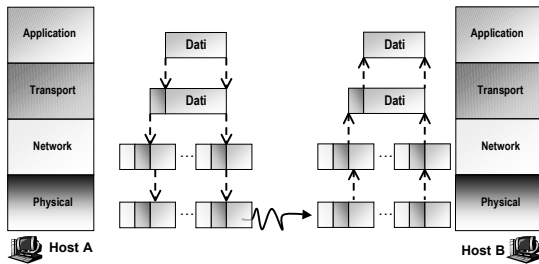 Application
Dati
Dati
Application
Transport
Dati
Dati
Transport
Network
...
...
Network
Physical
...
...
Physical
Host A
Host B